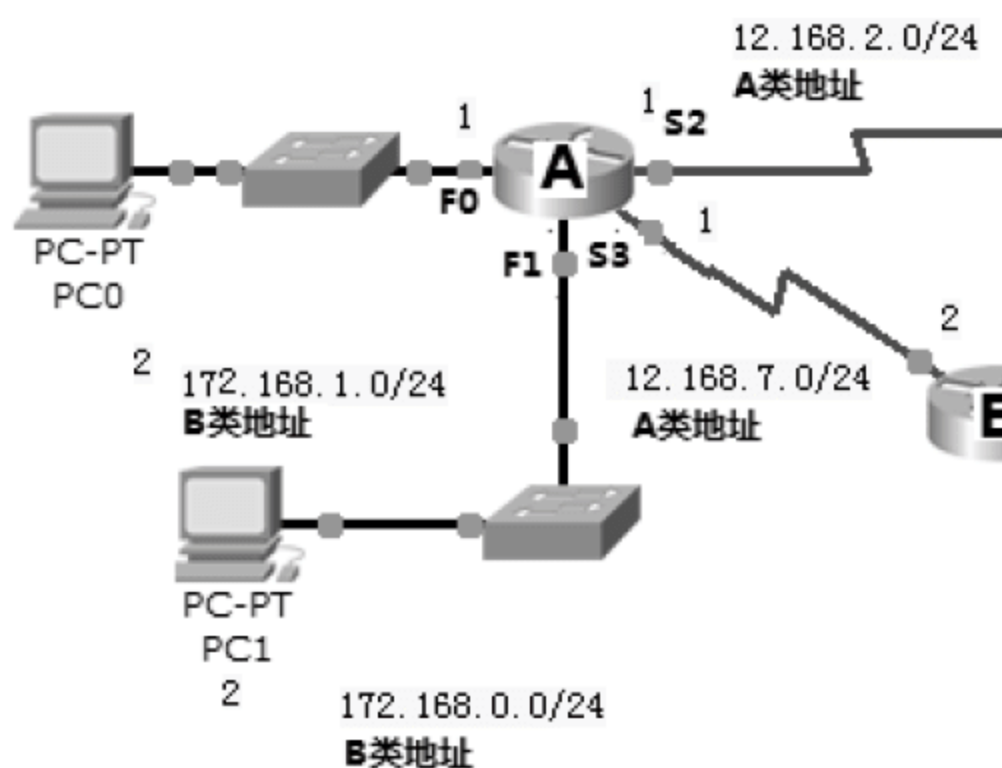 12.168.2.0/24
A类地址
1
1
S2
A
F0
PC-PT
PC0
1
F1
S3
2
2
172.168.1.0/24
B类地址
12.168.7.0/24
A类地址
PC-PT
PC1
2
172.168.0.0/24
B类地址